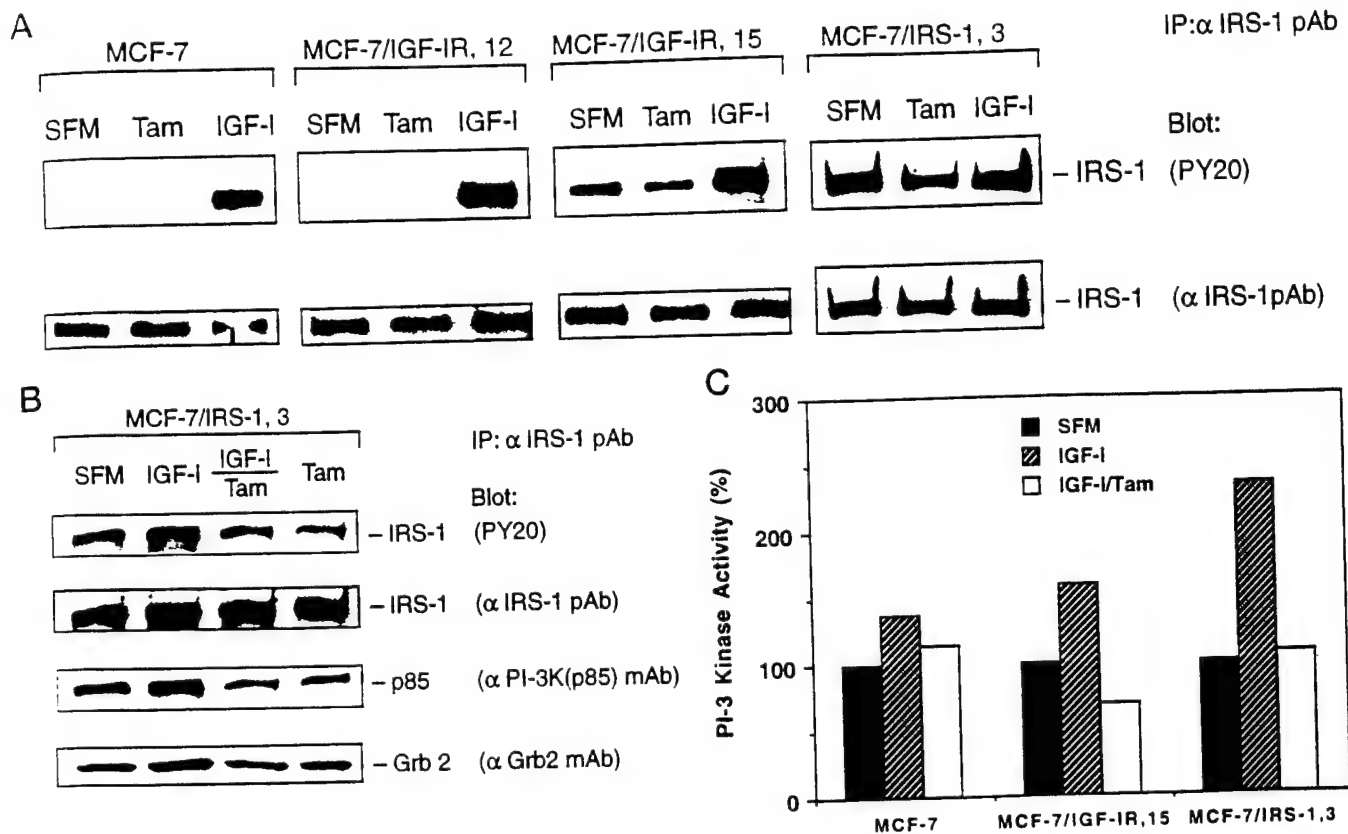 A
MCF-7
MCF-7/IGF-IR, 12
MCF-7/IGF-IR, 15
MCF-7/IRS-1, 3
IP:α IRS-1 pAb
SFM Tam IGF-I
SFM Tam IGF-I
SFM Tam IGF-I
SFM Tam IGF-I
Blot:
– IRS-1 (PY20)
– IRS-1 (α IRS-1pAb)
B
MCF-7/IRS-1, 3
IP: α IRS-1 pAb
SFM IGF-I IGF-I/Tam Tam
Blot:
– IRS-1 (PY20)
– IRS-1 (α IRS-1 pAb)
– p85 (α PI-3K(p85) mAb)
– Grb 2 (α Grb2 mAb)
C
PI-3 Kinase Activity (%)
300
200
100
0
SFM
IGF-I
IGF-I/Tam
MCF-7
MCF-7/IGF-IR,15
MCF-7/IRS-1,3